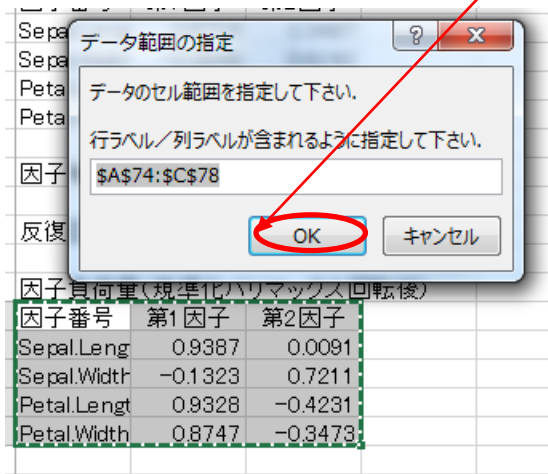 Sepa
Sepa
Peta
Peta
因子
反復
データ範囲の指定
データのセル範囲を指定して下さい.
行ラベル/列ラベルが含まれるように指定して下さい.
$A$74:$C$78
OK
キャンセル
因子負荷量(規準化バリマックス回転後)
因子番号 第1因子 第2因子
Sepal.Leng 0.9387 0.0091
Sepal.Width -0.1323 0.7211
Petal.Lengt 0.9328 -0.4231
Petal.Width 0.8747 -0.3473